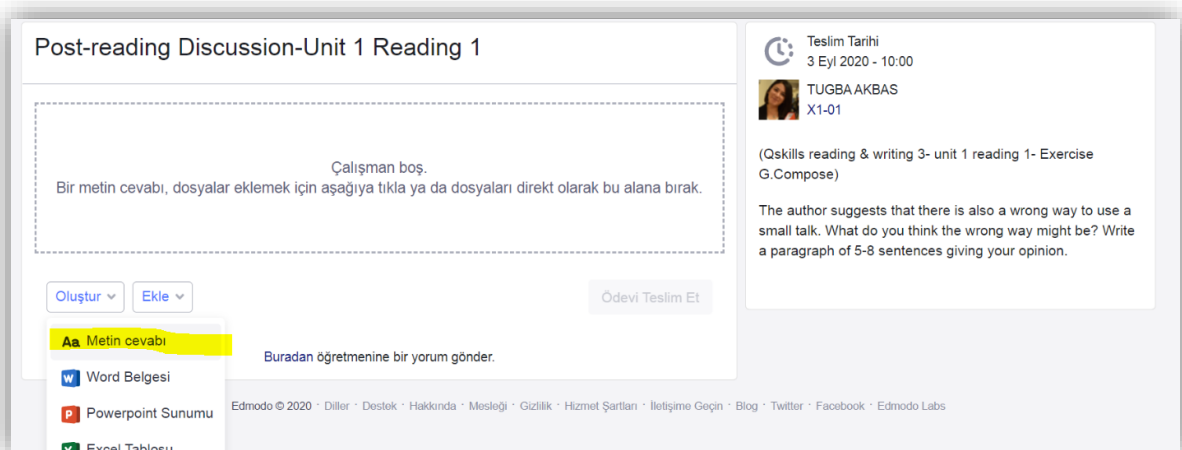 Post-reading Discussion-Unit 1 Reading 1
Çalışman boş.
Bir metin cevabı, dosyalar eklemek için aşağıya tıkla ya da dosyaları direkt olarak bu alana bırak.
Oluştur
Ekle
Ödevi Teslim Et
Aa Metin cevabı
Word Belgesi
Powerpoint Sunumu
Excel Tablosu
Buradan öğretmenine bir yorum gönder.
Edmodo © 2020 · Diller · Destek · Hakkında · Mesleği · Gizlilik · Hizmet Şartları · İletişime Geçin · Blog · Twitter · Facebook · Edmodo Labs
Teslim Tarihi
3 Eyl 2020 - 10:00
TUGBA AKBAS
X1-01
(Qskills reading & writing 3- unit 1 reading 1- Exercise
G.Compose)
The author suggests that there is also a wrong way to use a
small talk. What do you think the wrong way might be? Write
a paragraph of 5-8 sentences giving your opinion.